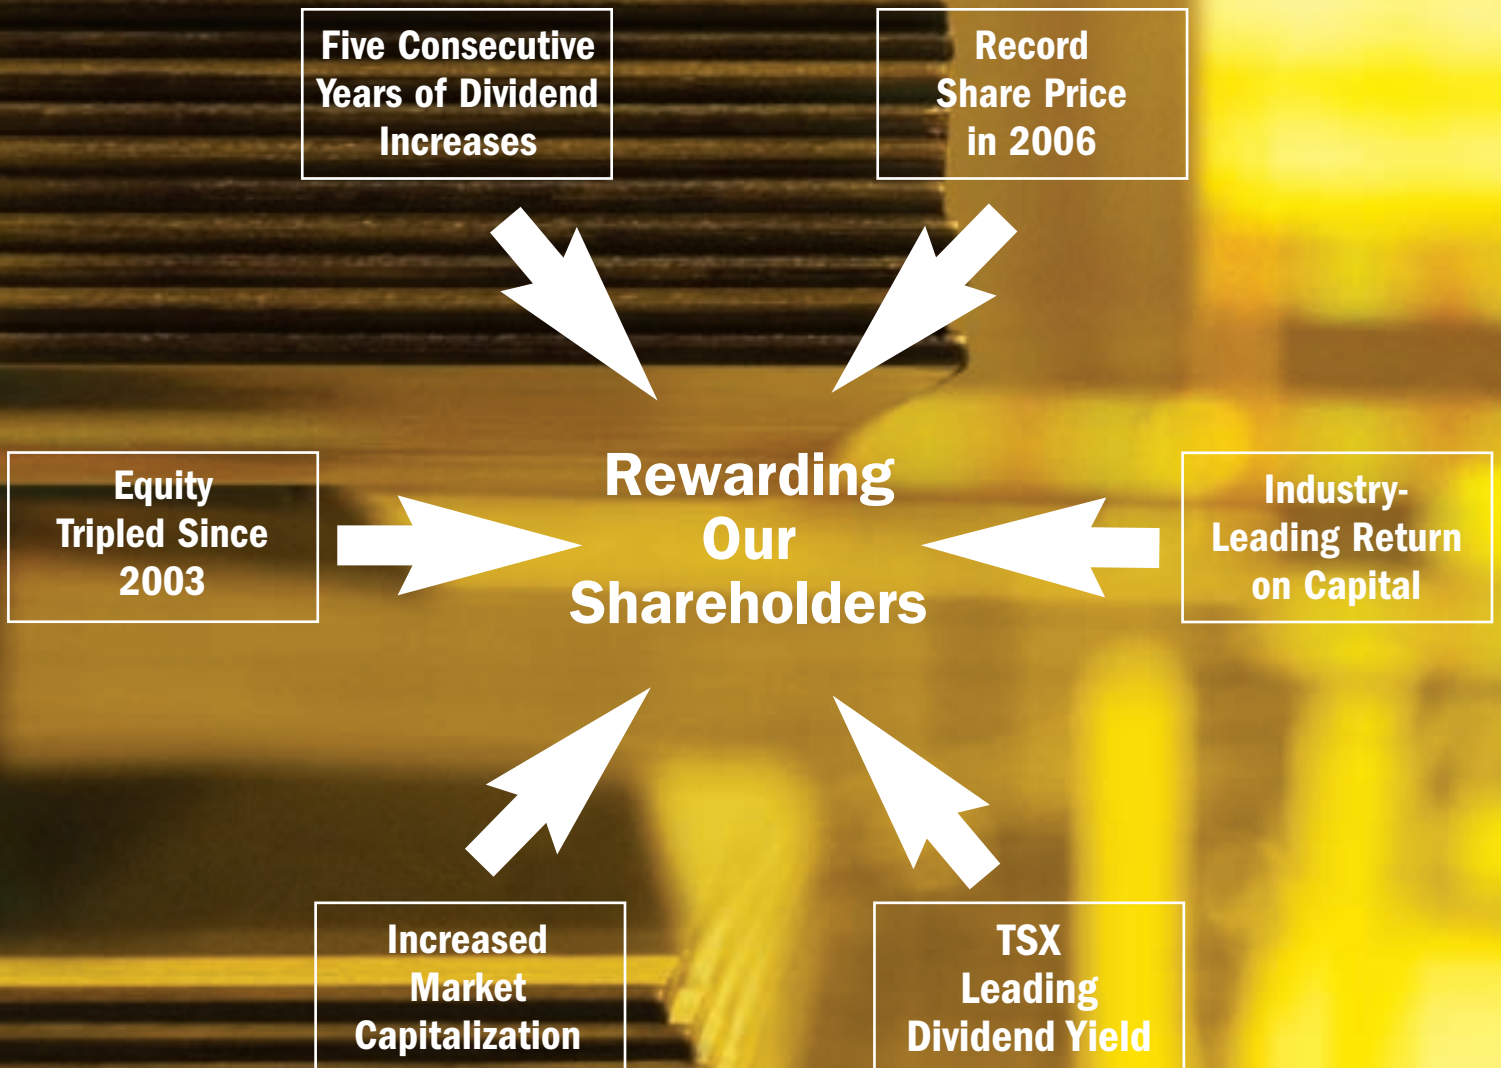 Five Consecutive
Years of Dividend
Increases
Record
Share Price
in 2006
Equity
Tripled Since
2003
Rewarding
Our
Shareholders
Industry-
Leading Return
on Capital
Increased
Market
Capitalization
TSX
Leading
Dividend Yield